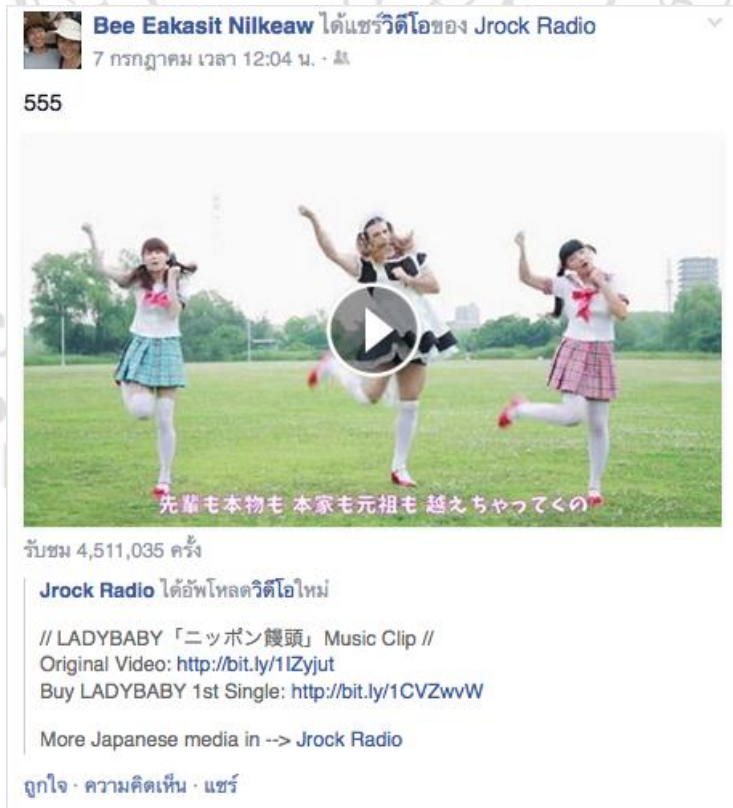 Bee Eakasit Nilkeaw ได้แชร์วิดีโอของ Jrock Radio
7 กรกฎาคม เวลา 12:04 น. ·
555
先輩も本物も 本家も元祖も 越えちゃってくの
รับชม 4,511,035 ครั้ง
Jrock Radio ได้อัพโหลดวิดีโอใหม่
// LADYBABY「ニッポン饅頭」Music Clip //
Original Video: http://bit.ly/1IZyjut
Buy LADYBABY 1st Single: http://bit.ly/1CVZwvW
More Japanese media in --> Jrock Radio
ถูกใจ · ความคิดเห็น · แชร์